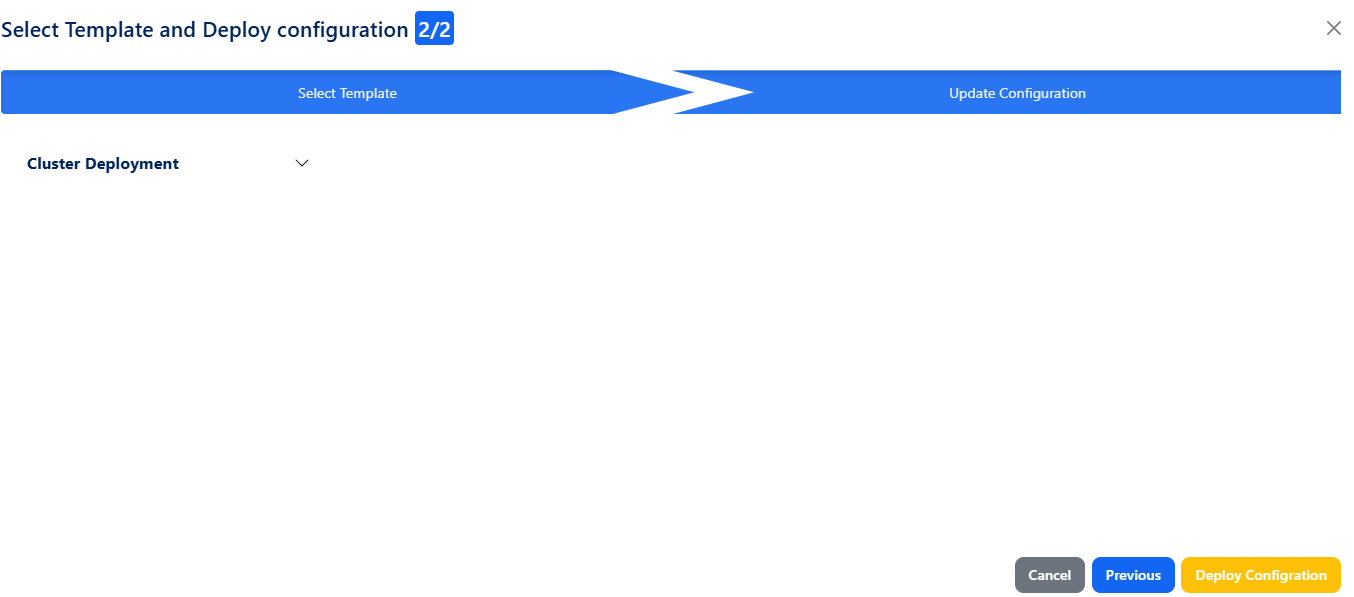 Select Template and Deploy configuration 2/2
Select Template
Update Configuration
Cluster Deployment
Cancel
Previous
Deploy Configration